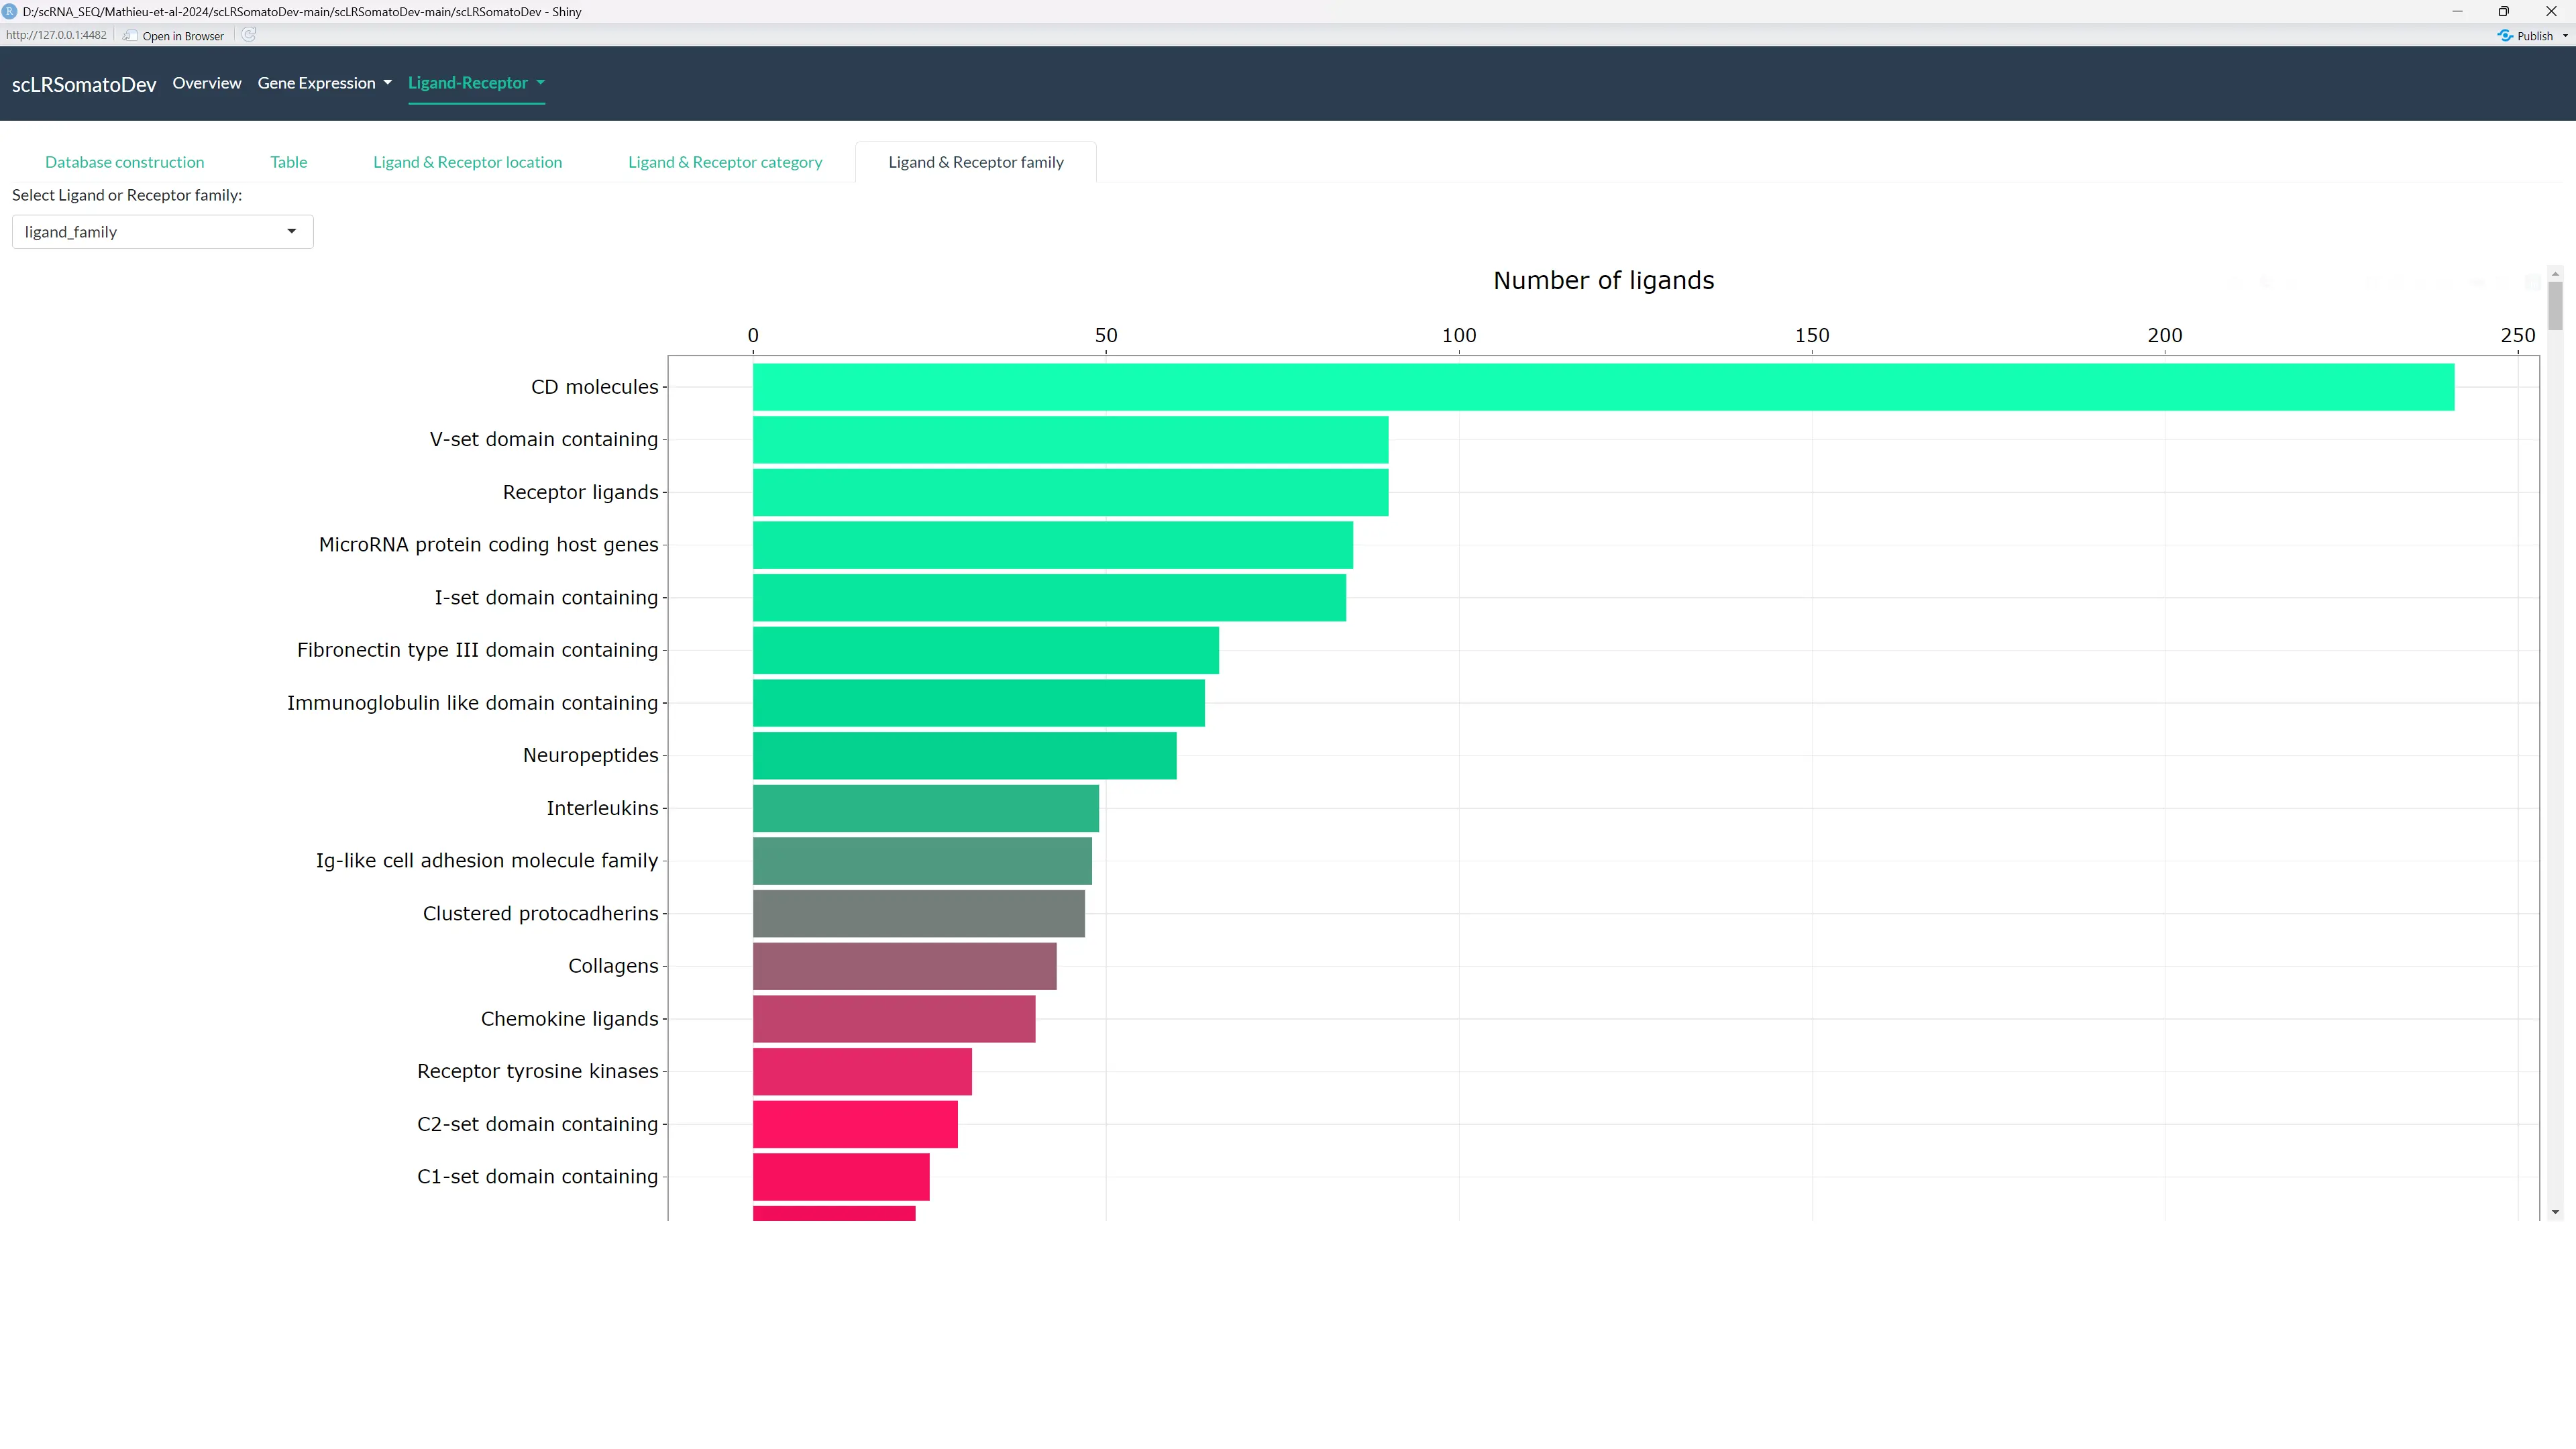 D:/scRNA_SEQ/Mathieu-et-al-2024/scLRSomatoDev-main/scLRSomatoDev-main/scLRSomatoDev - Shiny
http://127.0.0.1:4482 Open in Browser Publish
scLRSomatoDev Overview Gene Expression Ligand-Receptor
Database construction Table Ligand & Receptor location Ligand & Receptor category Ligand & Receptor family
Select Ligand or Receptor family:
ligand_family
Number of ligands
0 50 100 150 200 250
CD molecules
V-set domain containing
Receptor ligands
MicroRNA protein coding host genes
I-set domain containing
Fibronectin type III domain containing
Immunoglobulin like domain containing
Neuropeptides
Interleukins
Ig-like cell adhesion molecule family
Clustered protocadherins
Collagens
Chemokine ligands
Receptor tyrosine kinases
C2-set domain containing
C1-set domain containing